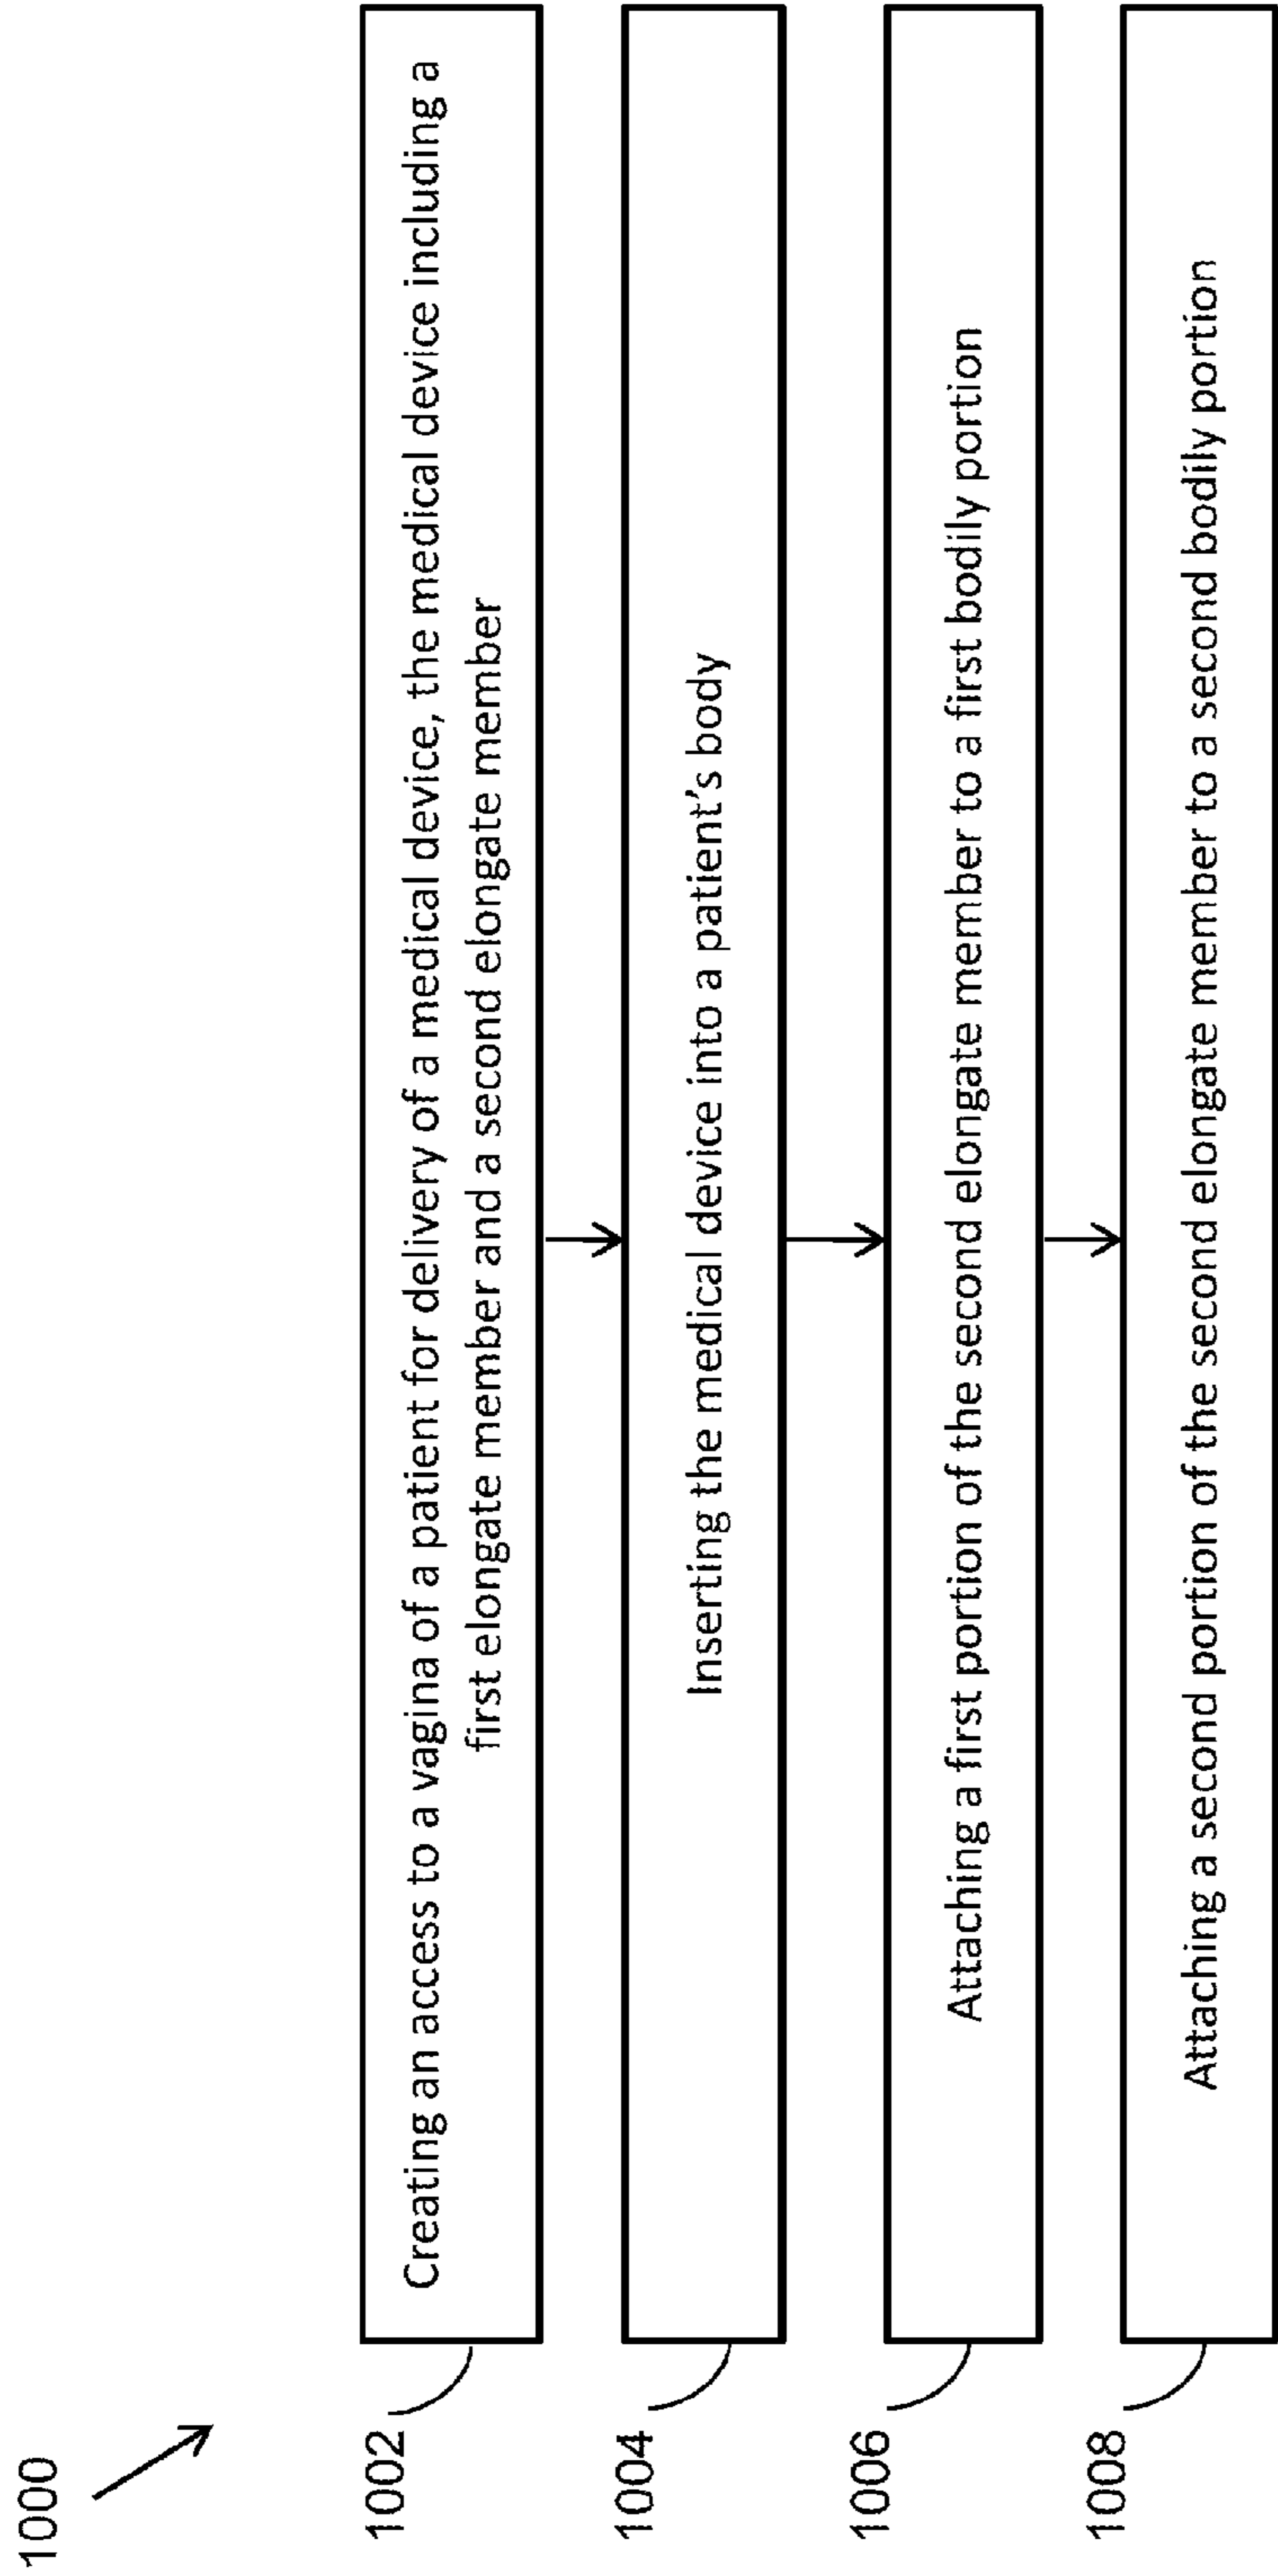 1000
1002
Creating an access to a vagina of a patient for delivery of a medical device, the medical device including a
first elongate member and a second elongate member
1004
Inserting the medical device into a patient’s body
1006
Attaching a first portion of the second elongate member to a first bodily portion
1008
Attaching a second portion of the second elongate member to a second bodily portion